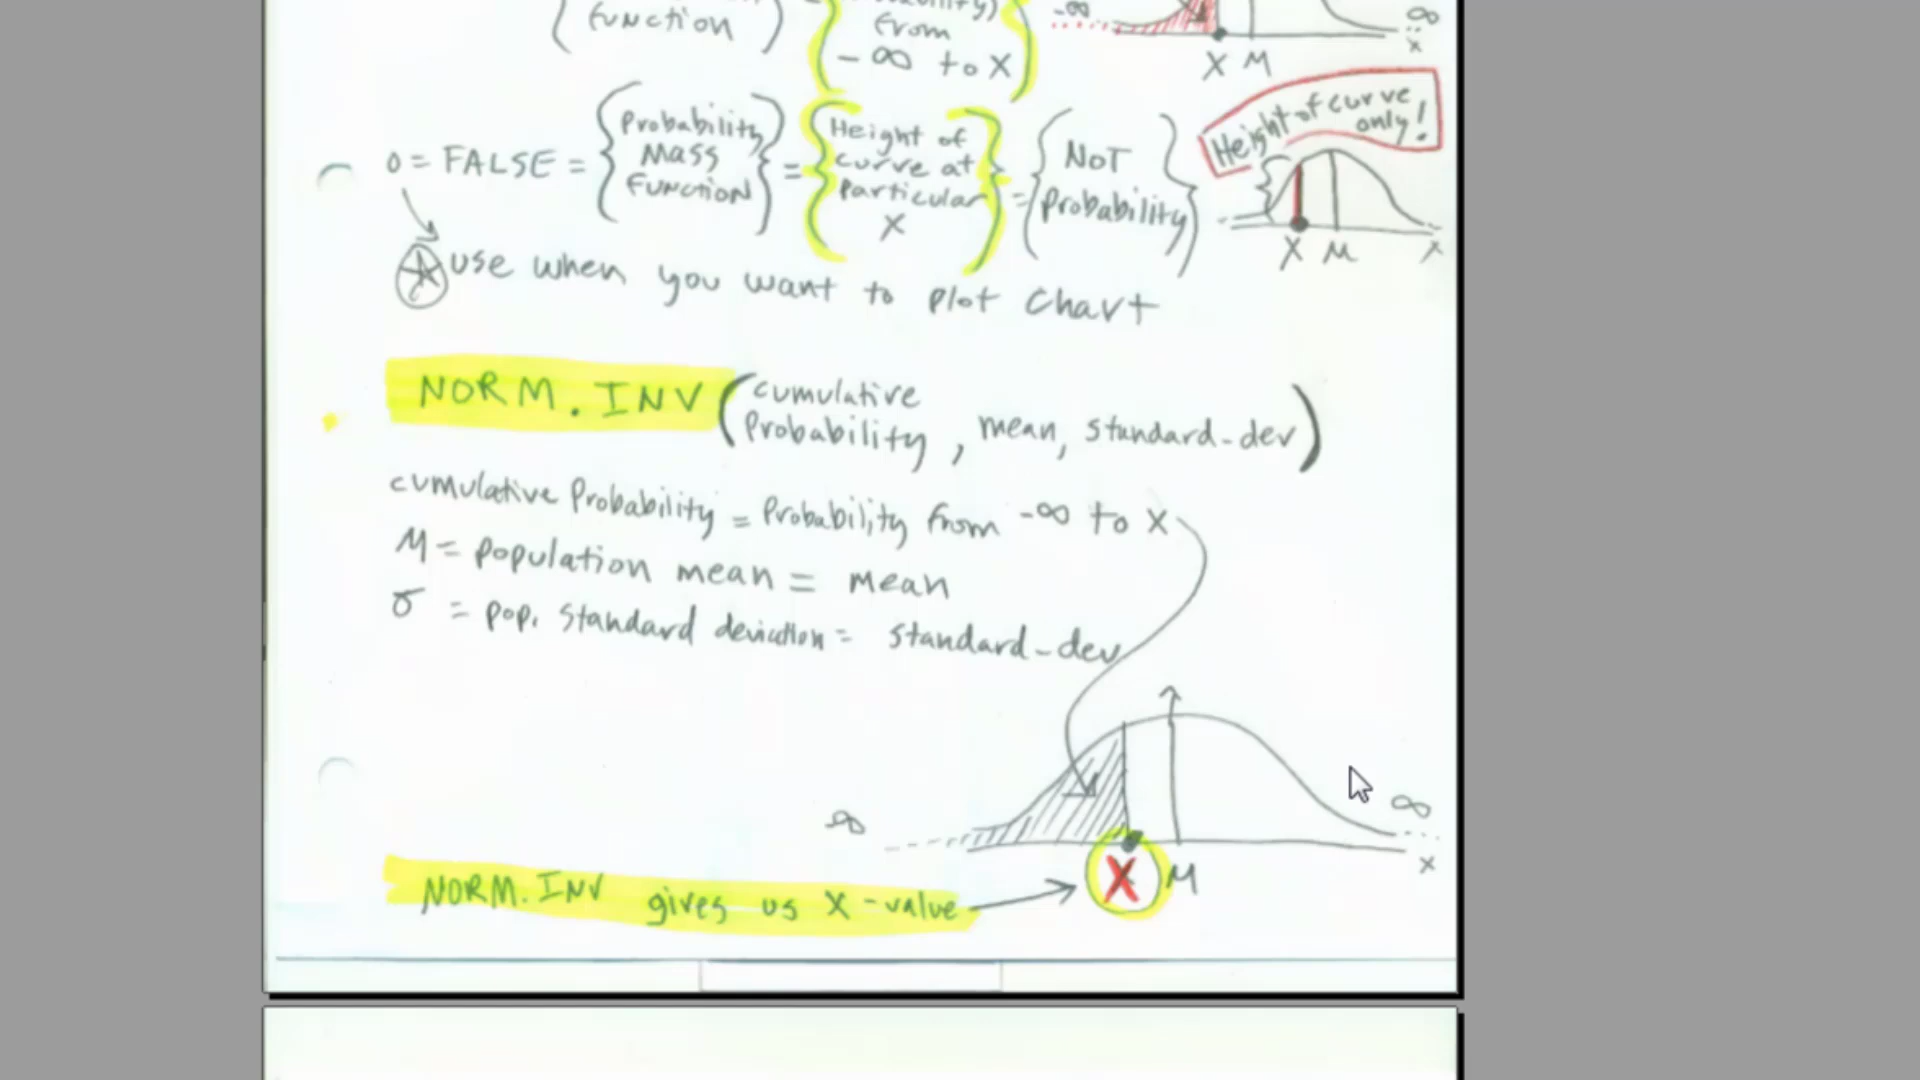 Function
from
-∞ ∞
- ∞ to X
X M x
Height of curve only!
0 = FALSE = {Probability Mass Function} = {Height of curve at particular X} = {NOT Probability}
X M x
use when you want to plot Chart
NORM.INV (cumulative Probability, mean, standard-dev)
cumulative Probability = Probability from -∞ to X
M = population mean = mean
σ = pop. standard deviation = standard-dev
-∞ ∞
X M x
NORM.INV gives us X-value